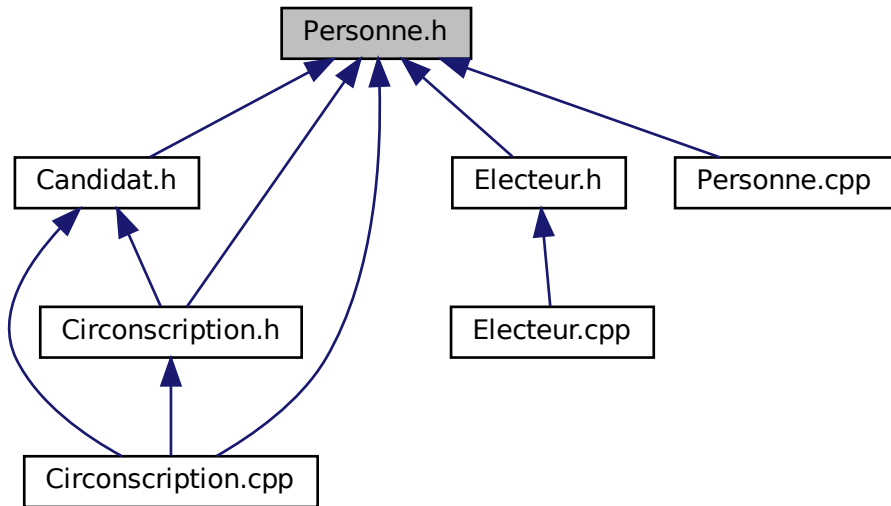 Personne.h
Candidat.h
Electeur.h
Personne.cpp
Circonscription.h
Electeur.cpp
Circonscription.cpp